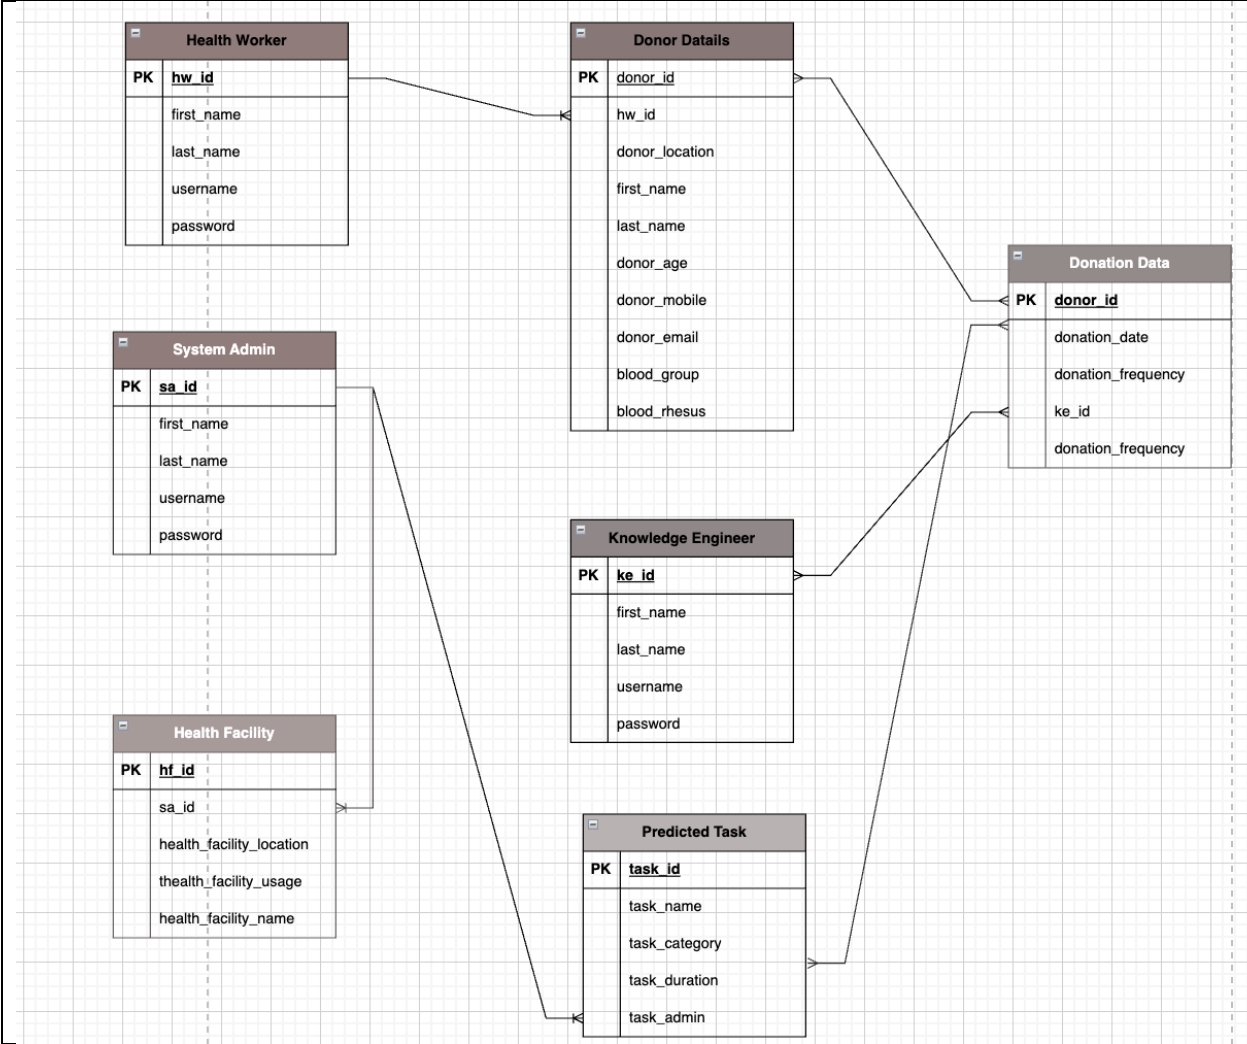 Health Worker
PK hw_id
first_name
last_name
username
password
Donor Datails
PK donor_id
hw_id
donor_location
first_name
last_name
donor_age
donor_mobile
donor_email
blood_group
blood_rhesus
Donation Data
PK donor_id
donation_date
donation_frequency
ke_id
donation_frequency
System Admin
PK sa_id
first_name
last_name
username
password
Knowledge Engineer
PK ke_id
first_name
last_name
username
password
Health Facility
PK hf_id
sa_id
health_facility_location
thealth_facility_usage
health_facility_name
Predicted Task
PK task_id
task_name
task_category
task_duration
task_admin